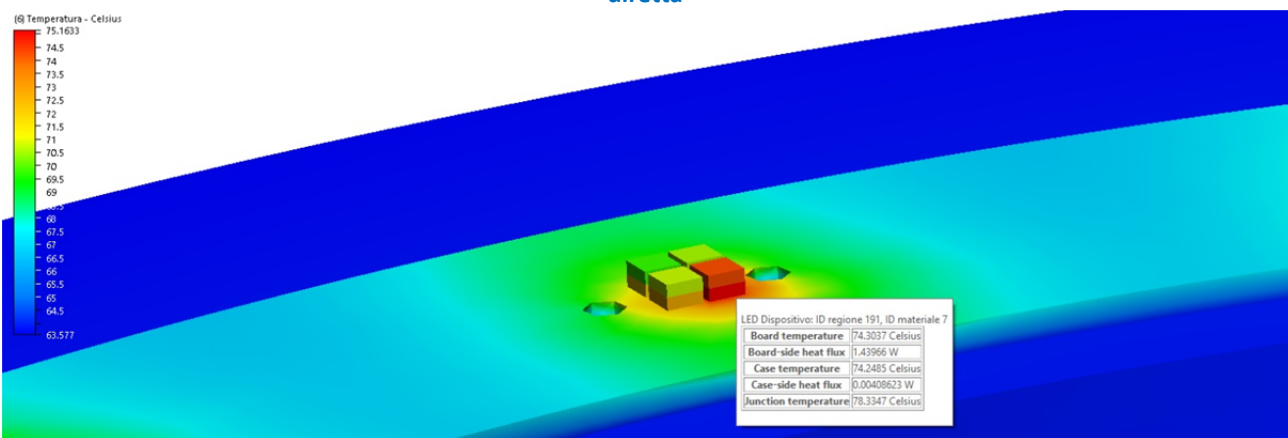 diretta
(6) Temperatura - Celsius
75.1633
74.5
74
73.5
73
72.5
72
71.5
71
70.5
70
69.5
69
68
67.5
67
66.5
66
65.5
65
64.5
63.577
LED Dispositivo: ID regione 191, ID materiale 7
Board temperature 74.3037 Celsius
Board-side heat flux 1.43966 W
Case temperature 74.2485 Celsius
Case-side heat flux 0.00408623 W
Junction temperature 78.3347 Celsius